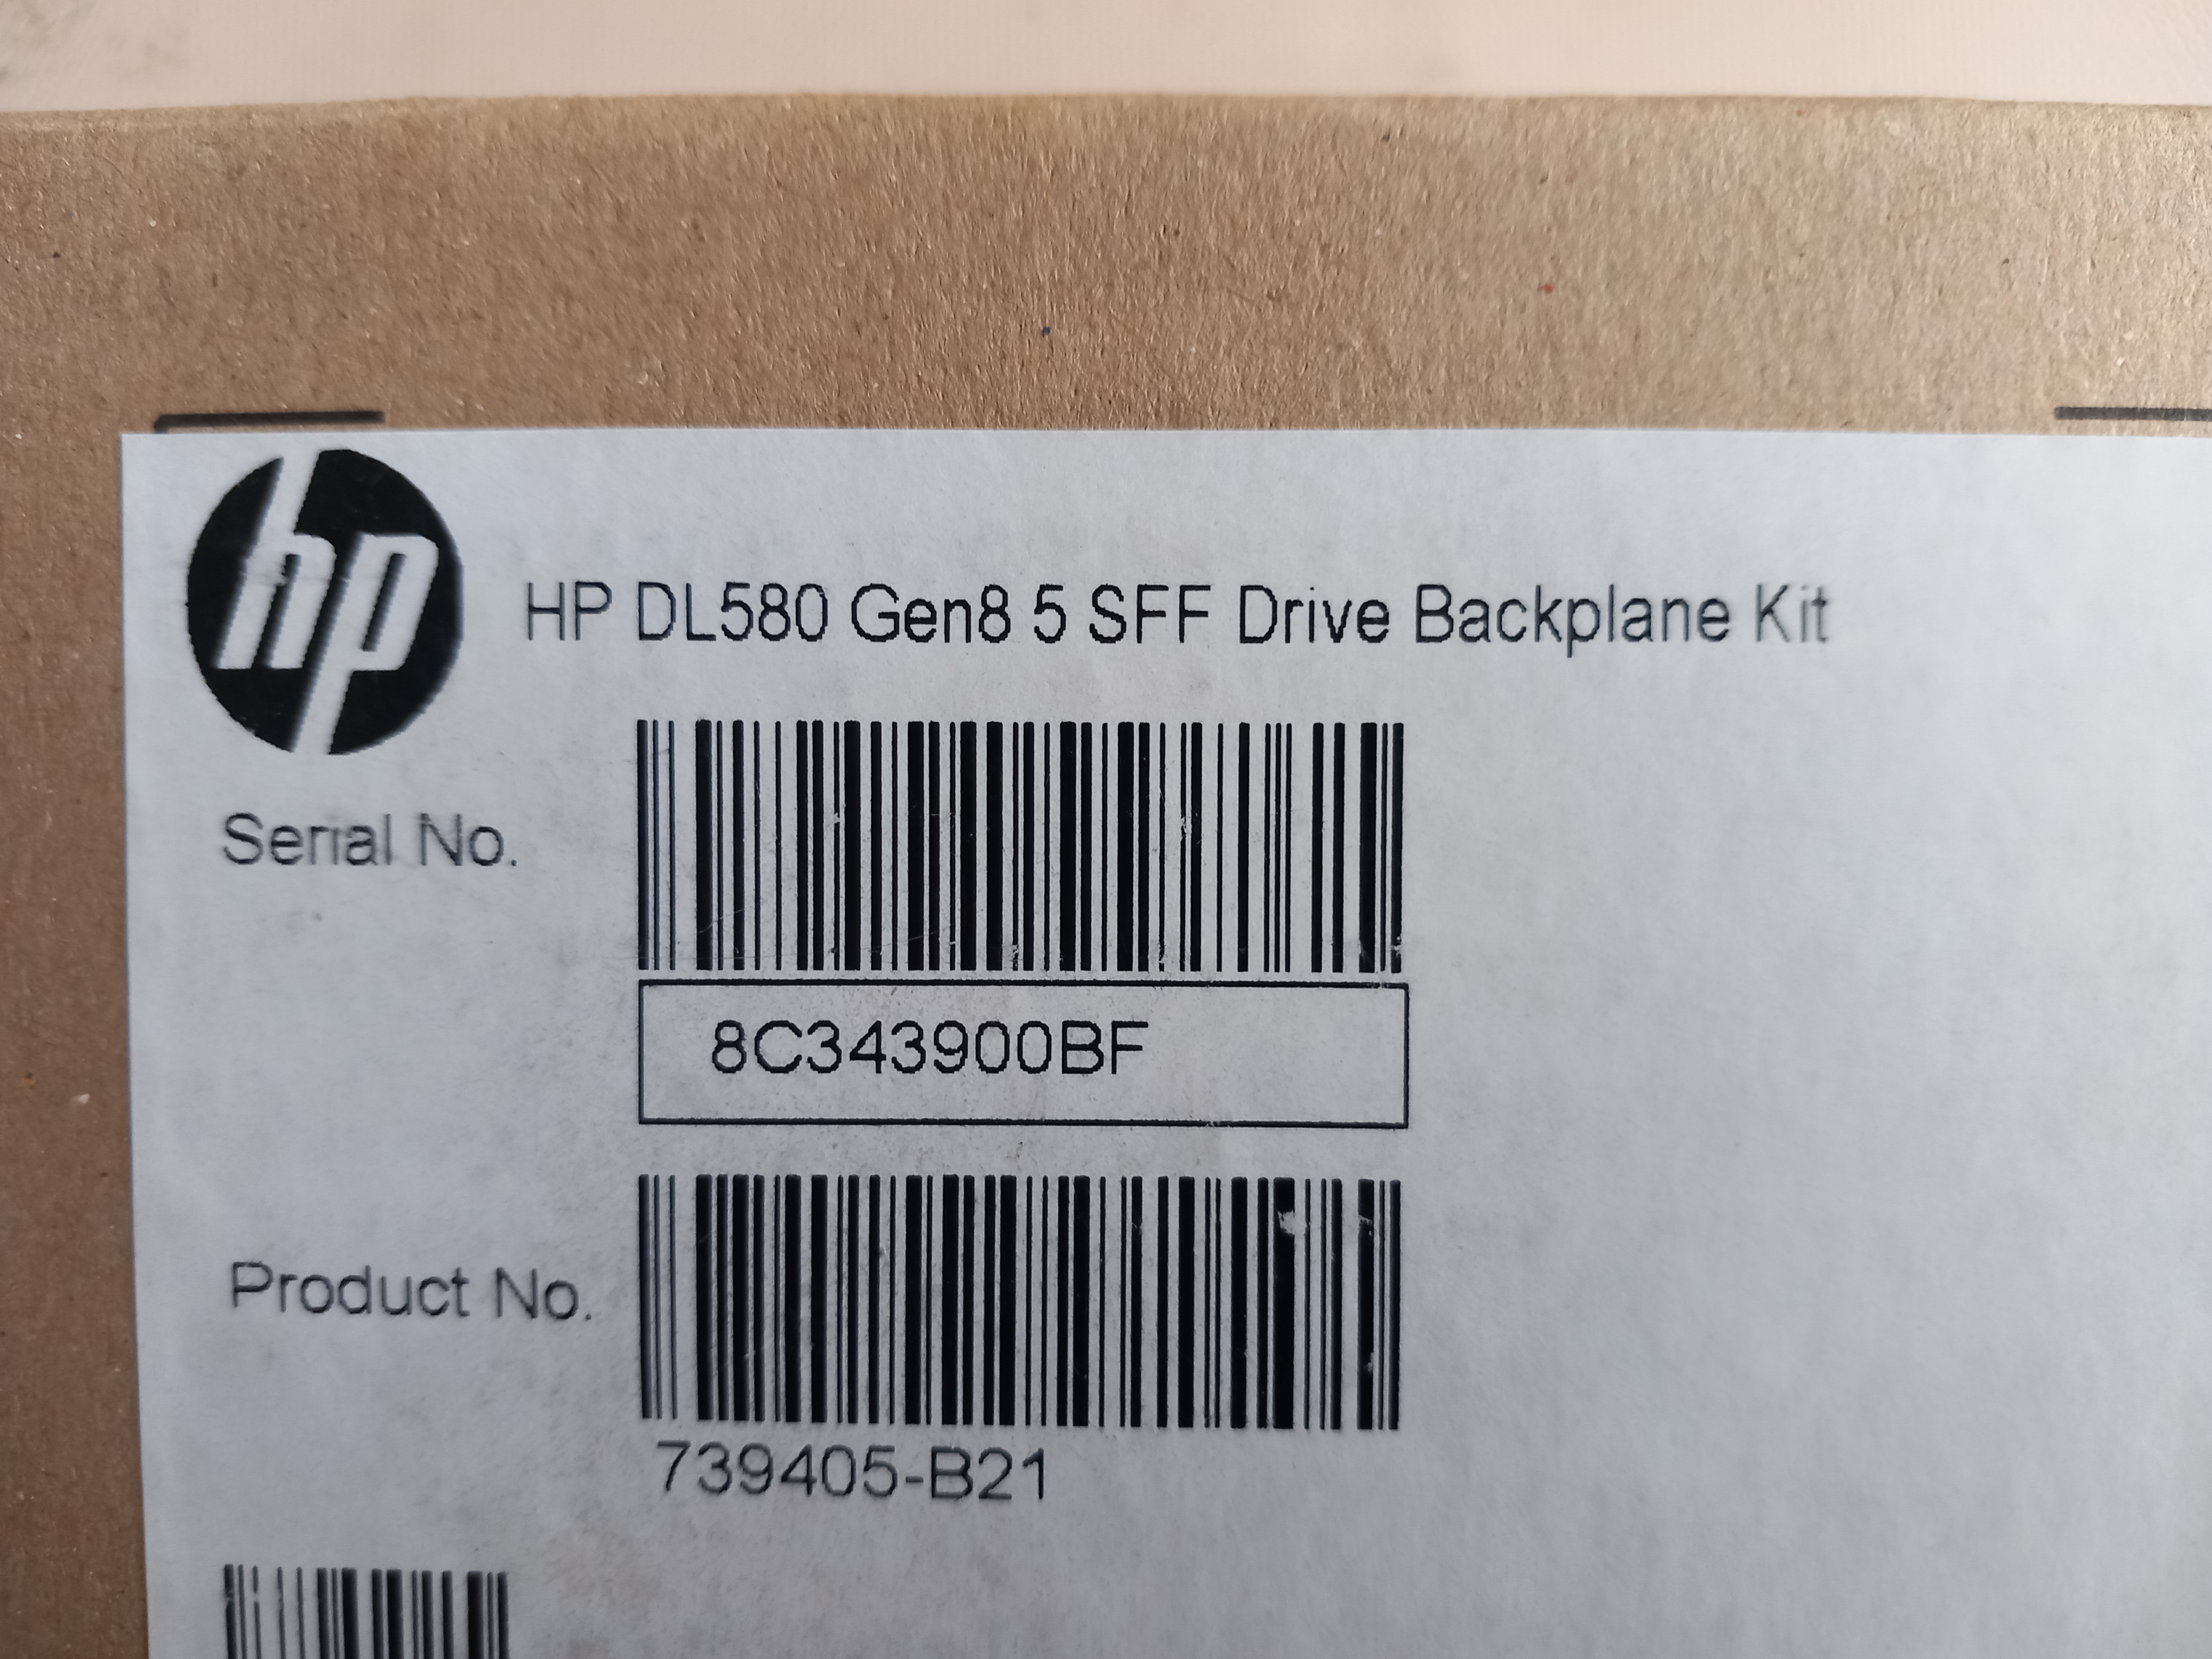 hp
HP DL580 Gen8 5 SFF Drive Backplane Kit
Serial No.
8C343900BF
Product No.
739405-B21